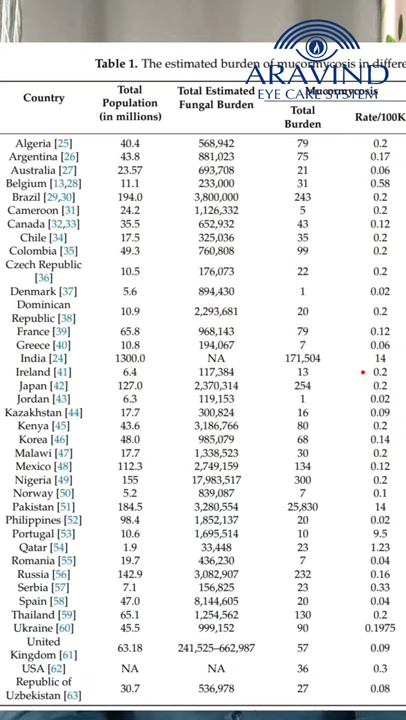 Table 1. The estimated burden of mucormycosis in differe
ARAVIND
EYE CARE SYSTEM
Country Total Population (in millions) Total Estimated Fungal Burden Mucormycosis
Total Burden Rate/100K
Algeria [25] 40.4 568,942 79 0.2
Argentina [26] 43.8 881,023 75 0.17
Australia [27] 23.57 693,708 21 0.06
Belgium [13,28] 11.1 233,000 31 0.58
Brazil [29,30] 194.0 3,800,000 243 0.2
Cameroon [31] 24.2 1,126,332 5 0.2
Canada [32,33] 35.5 652,932 43 0.12
Chile [34] 17.5 325,036 35 0.2
Colombia [35] 49.3 760,808 99 0.2
Czech Republic [36] 10.5 176,073 22 0.2
Denmark [37] 5.6 894,430 1 0.02
Dominican Republic [38] 10.9 2,293,681 20 0.2
France [39] 65.8 968,143 79 0.12
Greece [40] 10.8 194,067 7 0.06
India [24] 1300.0 NA 171,504 14
Ireland [41] 6.4 117,384 13 0.2
Japan [42] 127.0 2,370,314 254 0.2
Jordan [43] 6.3 119,153 1 0.02
Kazakhstan [44] 17.7 300,824 16 0.09
Kenya [45] 43.6 3,186,766 80 0.2
Korea [46] 48.0 985,079 68 0.14
Malawi [47] 17.7 1,338,523 30 0.2
Mexico [48] 112.3 2,749,159 134 0.12
Nigeria [49] 155 17,983,517 300 0.2
Norway [50] 5.2 839,087 7 0.1
Pakistan [51] 184.5 3,280,554 25,830 14
Philippines [52] 98.4 1,852,137 20 0.02
Portugal [53] 10.6 1,695,514 10 9.5
Qatar [54] 1.9 33,448 23 1.23
Romania [55] 19.7 436,230 7 0.04
Russia [56] 142.9 3,082,907 232 0.16
Serbia [57] 7.1 156,825 23 0.33
Spain [58] 47.0 8,144,605 20 0.04
Thailand [59] 65.1 1,254,562 130 0.2
Ukraine [60] 45.5 999,152 90 0.1975
United Kingdom [61] 63.18 241,525–662,987 57 0.09
USA [62] NA NA 36 0.3
Republic of Uzbekistan [63] 30.7 536,978 27 0.08